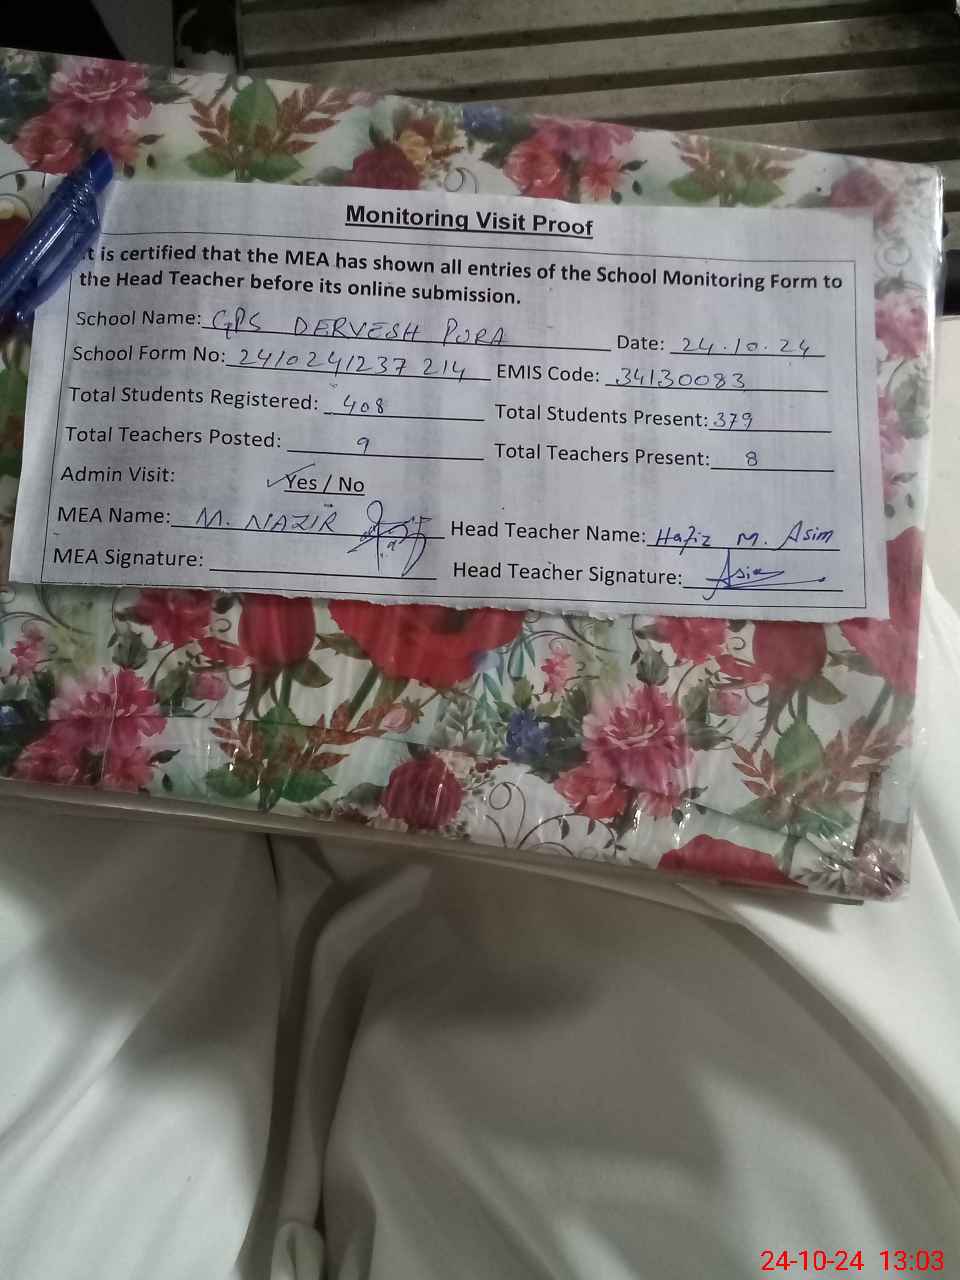 Monitoring Visit Proof
It is certified that the MEA has shown all entries of the School Monitoring Form to
the Head Teacher before its online submission.
School Name: GPS DERVESH PURA Date: 24.10.24
School Form No: 2410241237 214 EMIS Code: 34130083
Total Students Registered: 408 Total Students Present: 379
Total Teachers Posted: 9 Total Teachers Present: 8
Admin Visit: ✓Yes / No
MEA Name: M. NAZIR Head Teacher Name: Hafiz M. Asim
MEA Signature: Head Teacher Signature: Asim
24-10-24 13:03